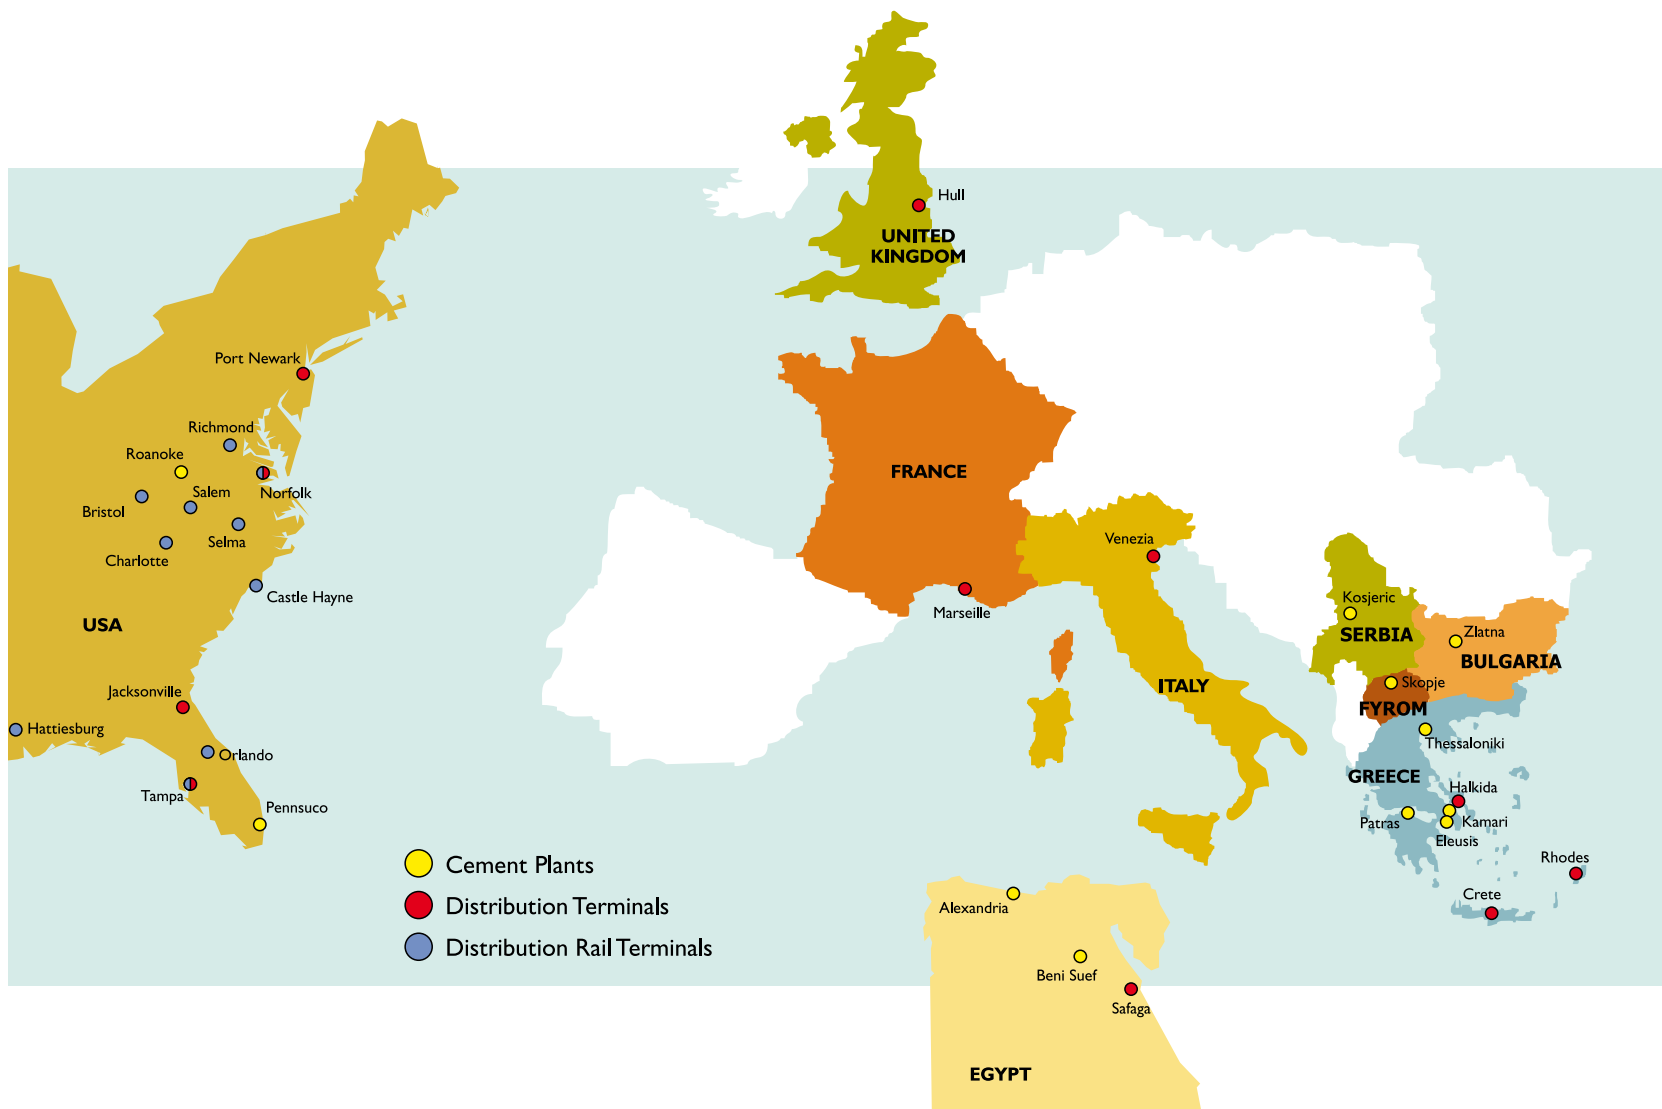 Hull
UNITED
KINGDOM
Port Newark
Richmond
Roanoke
Salem
Norfolk
Bristol
Selma
Charlotte
Castle Hayne
USA
Jacksonville
Hattiesburg
Orlando
Tampa
Pennsuco
FRANCE
Marseille
Venezia
ITALY
Kosjeric
SERBIA
Zlatna
BULGARIA
Skopje
FYROM
Thessaloniki
GREECE
Halkida
Patras
Kamari
Eleusis
Rhodes
Crete
Cement Plants
Distribution Terminals
Distribution Rail Terminals
Alexandria
Beni Suef
Safaga
EGYPT